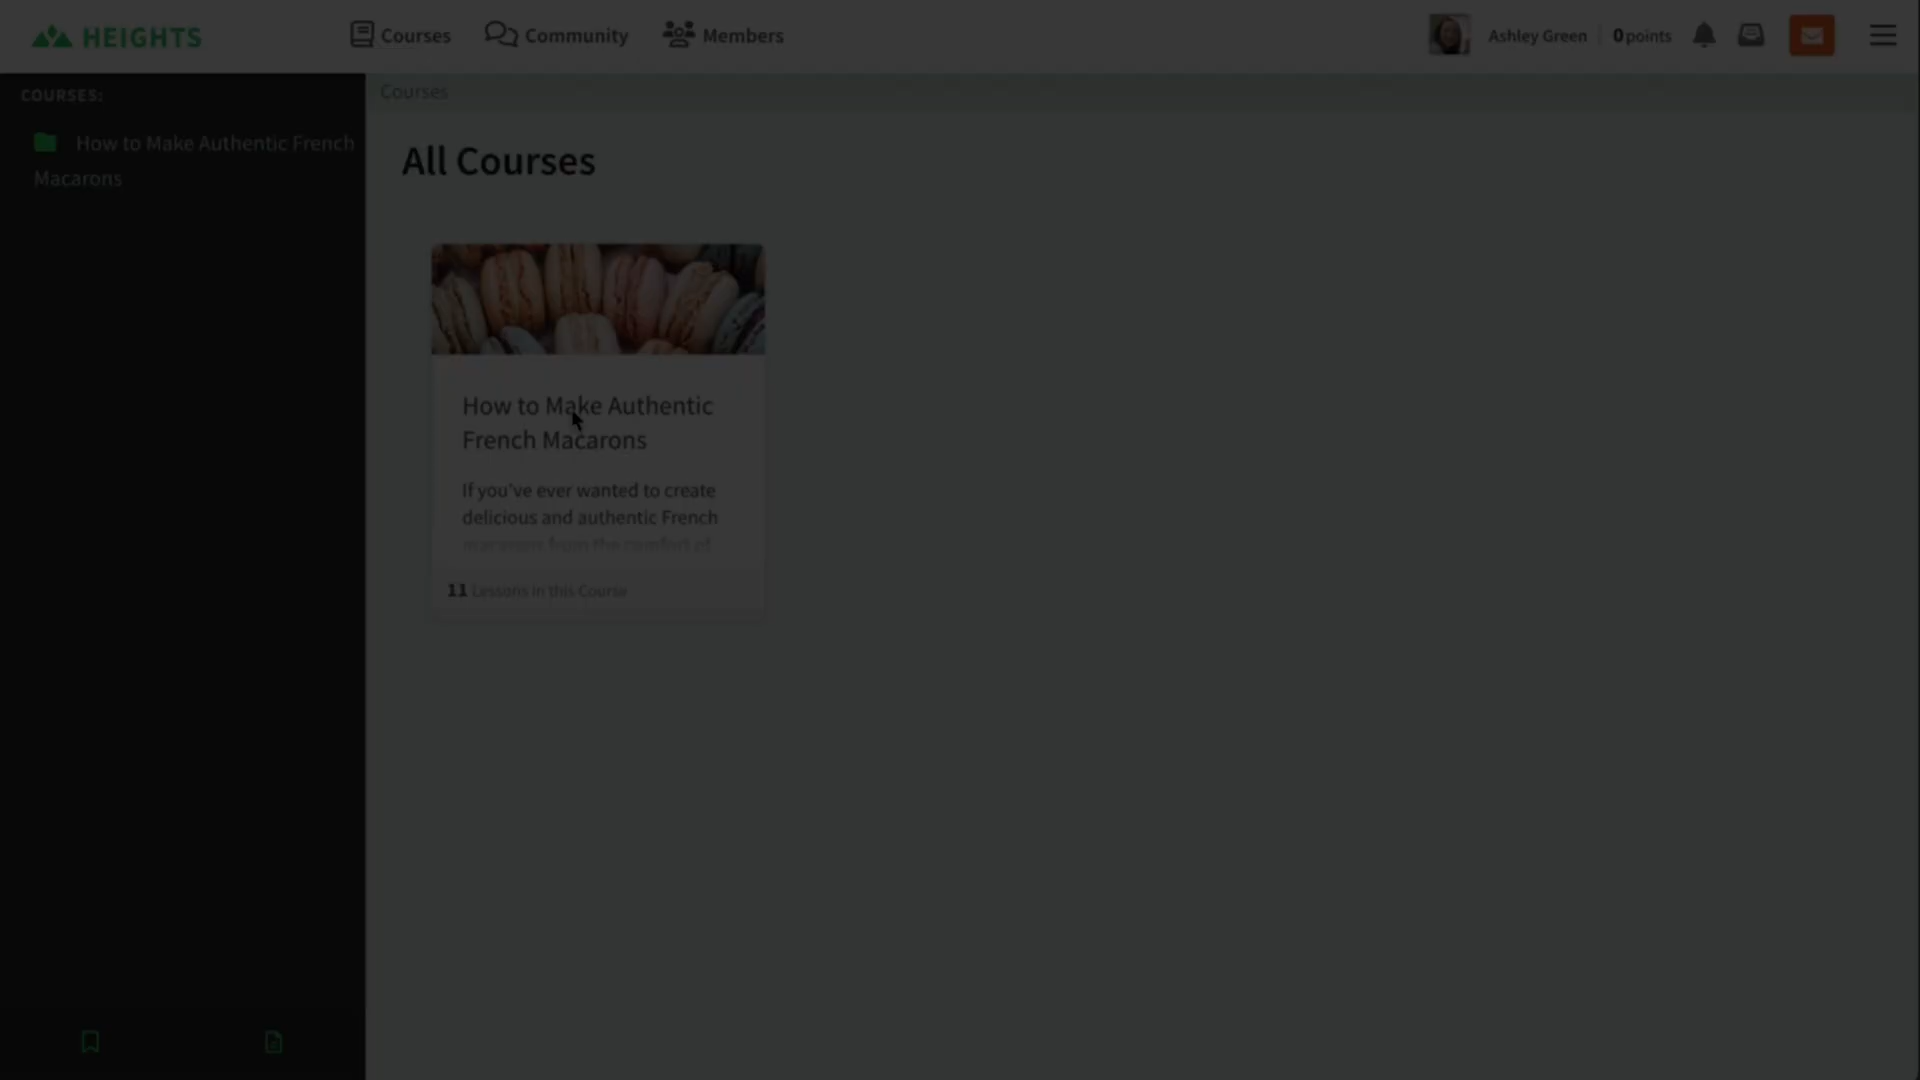 HEIGHTS
Courses
Community
Members
Ashley Green
0 points
COURSES:
How to Make Authentic French
Macarons
Courses
All Courses
How to Make Authentic
French Macarons
If you've ever wanted to create
delicious and authentic French
macarons from the comfort of
11 Lessons in this Course